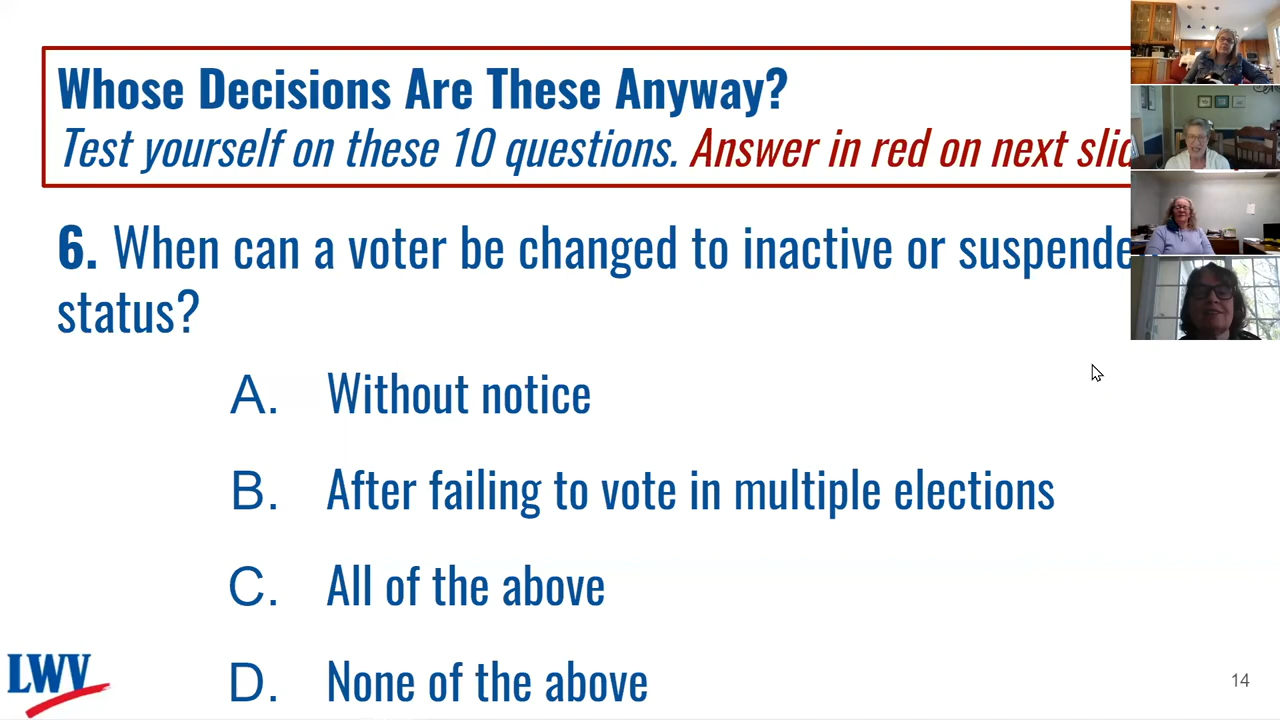 Whose Decisions Are These Anyway?
Test yourself on these 10 questions. Answer in red on next
6. When can a voter be changed to inactive or
status?
A. Without notice
B. After failing to vote in multiple elections
C. All of the above
D. None of the above
LWV
14